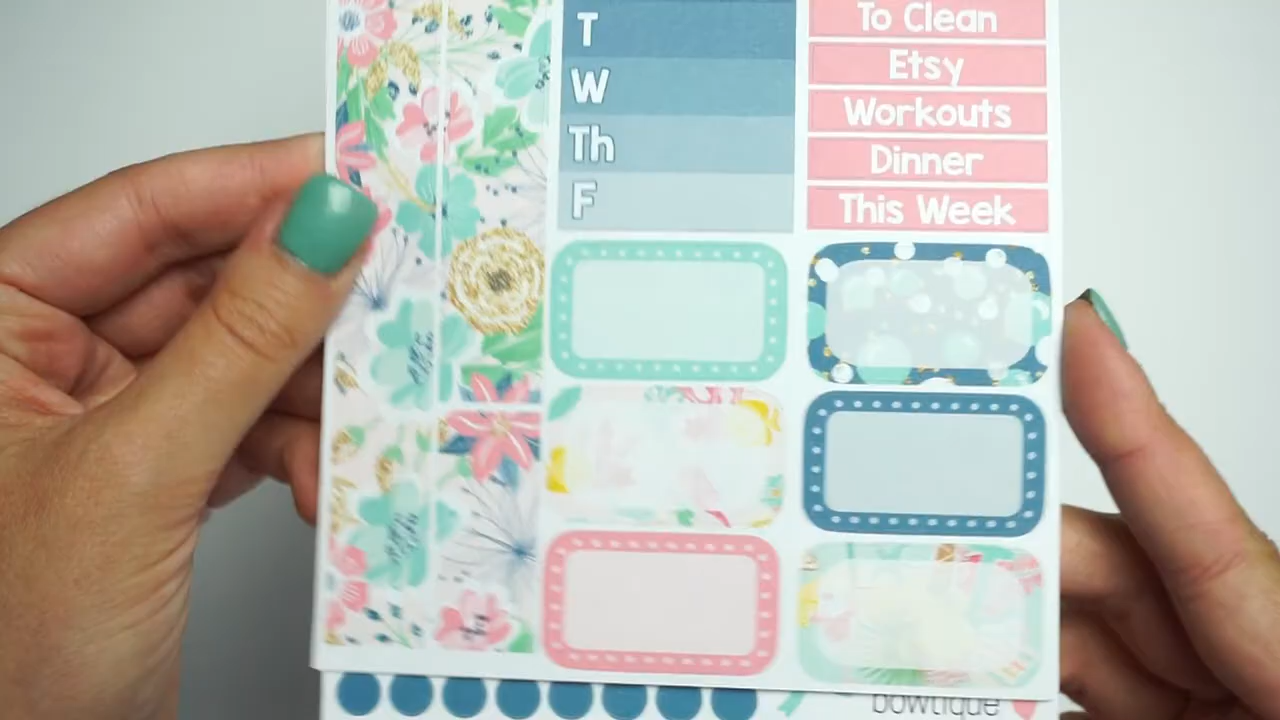 T
W
Th
F
To Clean
Etsy
Workouts
Dinner
This Week
bowtique